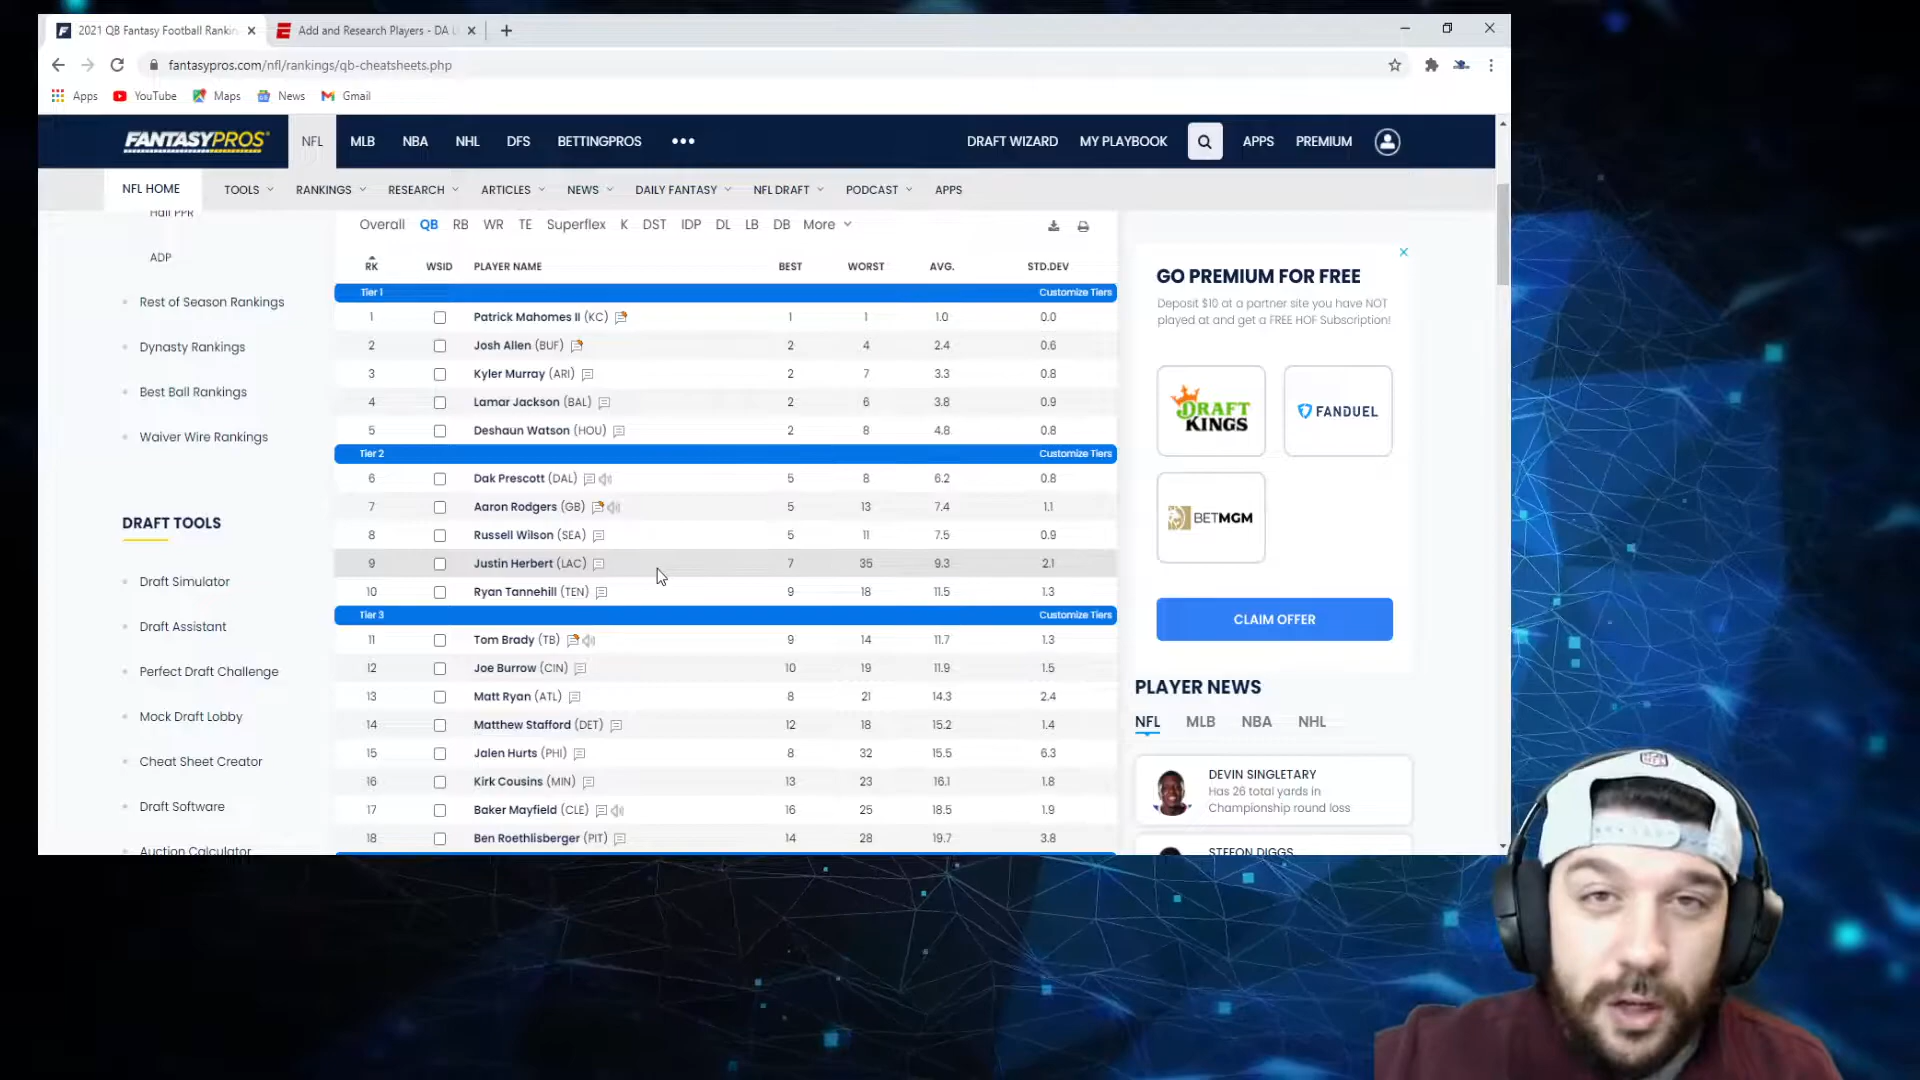 2021 QB Fantasy Football Rankin
Add and Research Players - DA L
fantasypros.com/nfl/rankings/qb-cheatsheets.php
Apps YouTube Maps News Gmail
FANTASYPROS NFL MLB NBA NHL DFS BETTINGPROS ••• DRAFT WIZARD MY PLAYBOOK APPS PREMIUM
NFL HOME TOOLS RANKINGS RESEARCH ARTICLES NEWS DAILY FANTASY NFL DRAFT PODCAST APPS
Half PPR
ADP
Rest of Season Rankings
Dynasty Rankings
Best Ball Rankings
Waiver Wire Rankings
DRAFT TOOLS
Draft Simulator
Draft Assistant
Perfect Draft Challenge
Mock Draft Lobby
Cheat Sheet Creator
Draft Software
Auction Calculator
Overall QB RB WR TE Superflex K DST IDP DL LB DB More
RK WSID PLAYER NAME BEST WORST AVG. STD.DEV
Tier 1 Customize Tiers
1 Patrick Mahomes II (KC) 1 1 1.0 0.0
2 Josh Allen (BUF) 2 4 2.4 0.6
3 Kyler Murray (ARI) 2 7 3.3 0.8
4 Lamar Jackson (BAL) 2 6 3.8 0.9
5 Deshaun Watson (HOU) 2 8 4.8 0.8
Tier 2 Customize Tiers
6 Dak Prescott (DAL) 5 8 6.2 0.8
7 Aaron Rodgers (GB) 5 13 7.4 1.1
8 Russell Wilson (SEA) 5 11 7.5 0.9
9 Justin Herbert (LAC) 7 35 9.3 2.1
10 Ryan Tannehill (TEN) 9 18 11.5 1.3
Tier 3 Customize Tiers
11 Tom Brady (TB) 9 14 11.7 1.3
12 Joe Burrow (CIN) 10 19 11.9 1.5
13 Matt Ryan (ATL) 8 21 14.3 2.4
14 Matthew Stafford (DET) 12 18 15.2 1.4
15 Jalen Hurts (PHI) 8 32 15.5 6.3
16 Kirk Cousins (MIN) 13 23 16.1 1.8
17 Baker Mayfield (CLE) 16 25 18.5 1.9
18 Ben Roethlisberger (PIT) 14 28 19.7 3.8
GO PREMIUM FOR FREE
Deposit $10 at a partner site you have NOT
played at and get a FREE HOF Subscription!
DRAFT KINGS
FANDUEL
BETMGM
CLAIM OFFER
PLAYER NEWS
NFL MLB NBA NHL
DEVIN SINGLETARY
Has 26 total yards in
Championship round loss
STEFON DIGGS